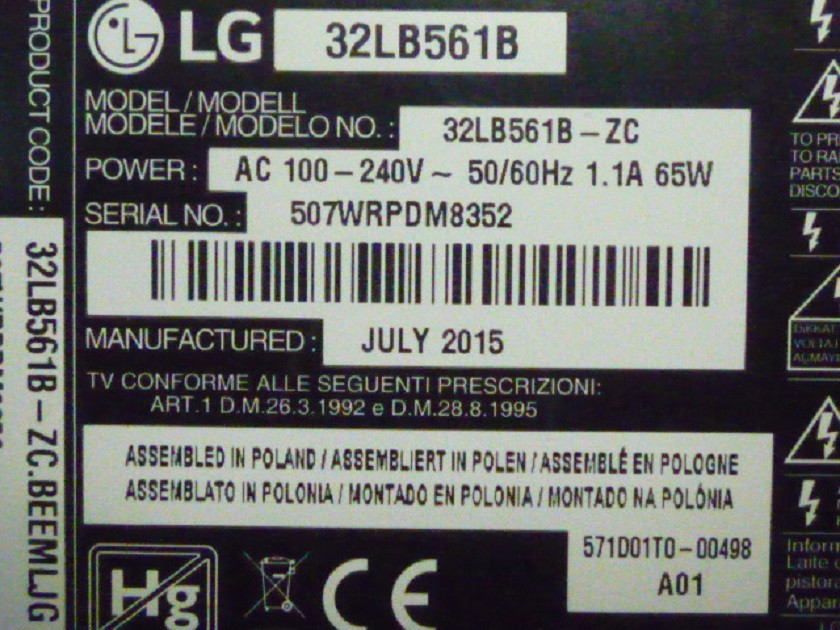 LG 32LB561B
MODEL / MODELL
MODELE / MODELO NO. : 32LB561B – ZC
POWER : AC 100 – 240V ~ 50/60Hz 1.1A 65W
SERIAL NO. : 507WRPDM8352
MANUFACTURED : JULY 2015
TV CONFORME ALLE SEGUENTI PRESCRIZIONI:
ART.1 D.M.26.3.1992 e D.M.28.8.1995
ASSEMBLED IN POLAND / ASSEMBLIERT IN POLEN / ASSEMBLÉ EN POLOGNE
ASSEMBLATO IN POLONIA / MONTADO EN POLONIA / MONTADO NA POLÓNIA
571D01T0 – 00498
A01
Hg
CE
PRODUCT CODE :
32LB561B – ZC.BEEMLJG
TO
TO
PARTS